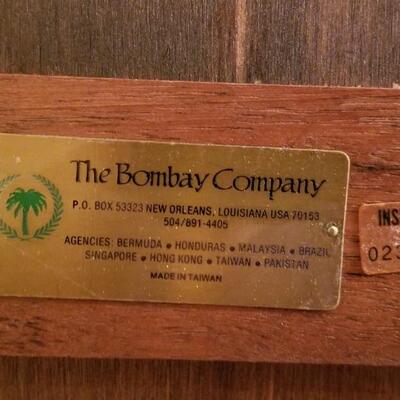 The Bombay Company
P.O. BOX 53323 NEW ORLEANS, LOUISIANA USA 70153
504/891-4405
AGENCIES: BERMUDA • HONDURAS • MALAYSIA • BRAZIL
SINGAPORE • HONG KONG • TAIWAN • PAKISTAN
MADE IN TAIWAN
INS
02